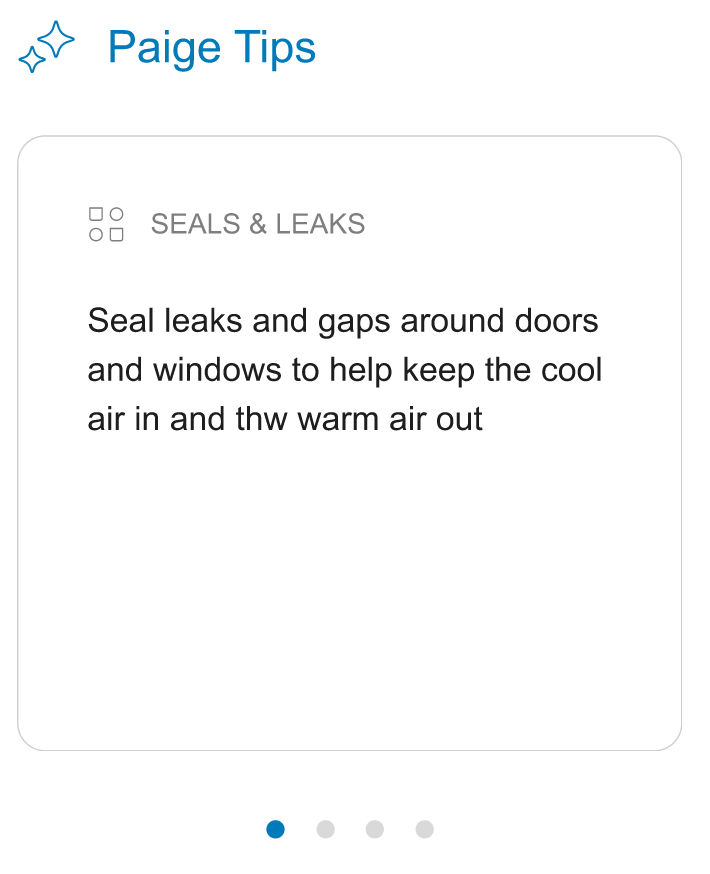 Paige Tips
SEALS & LEAKS
Seal leaks and gaps around doors
and windows to help keep the cool
air in and thw warm air out